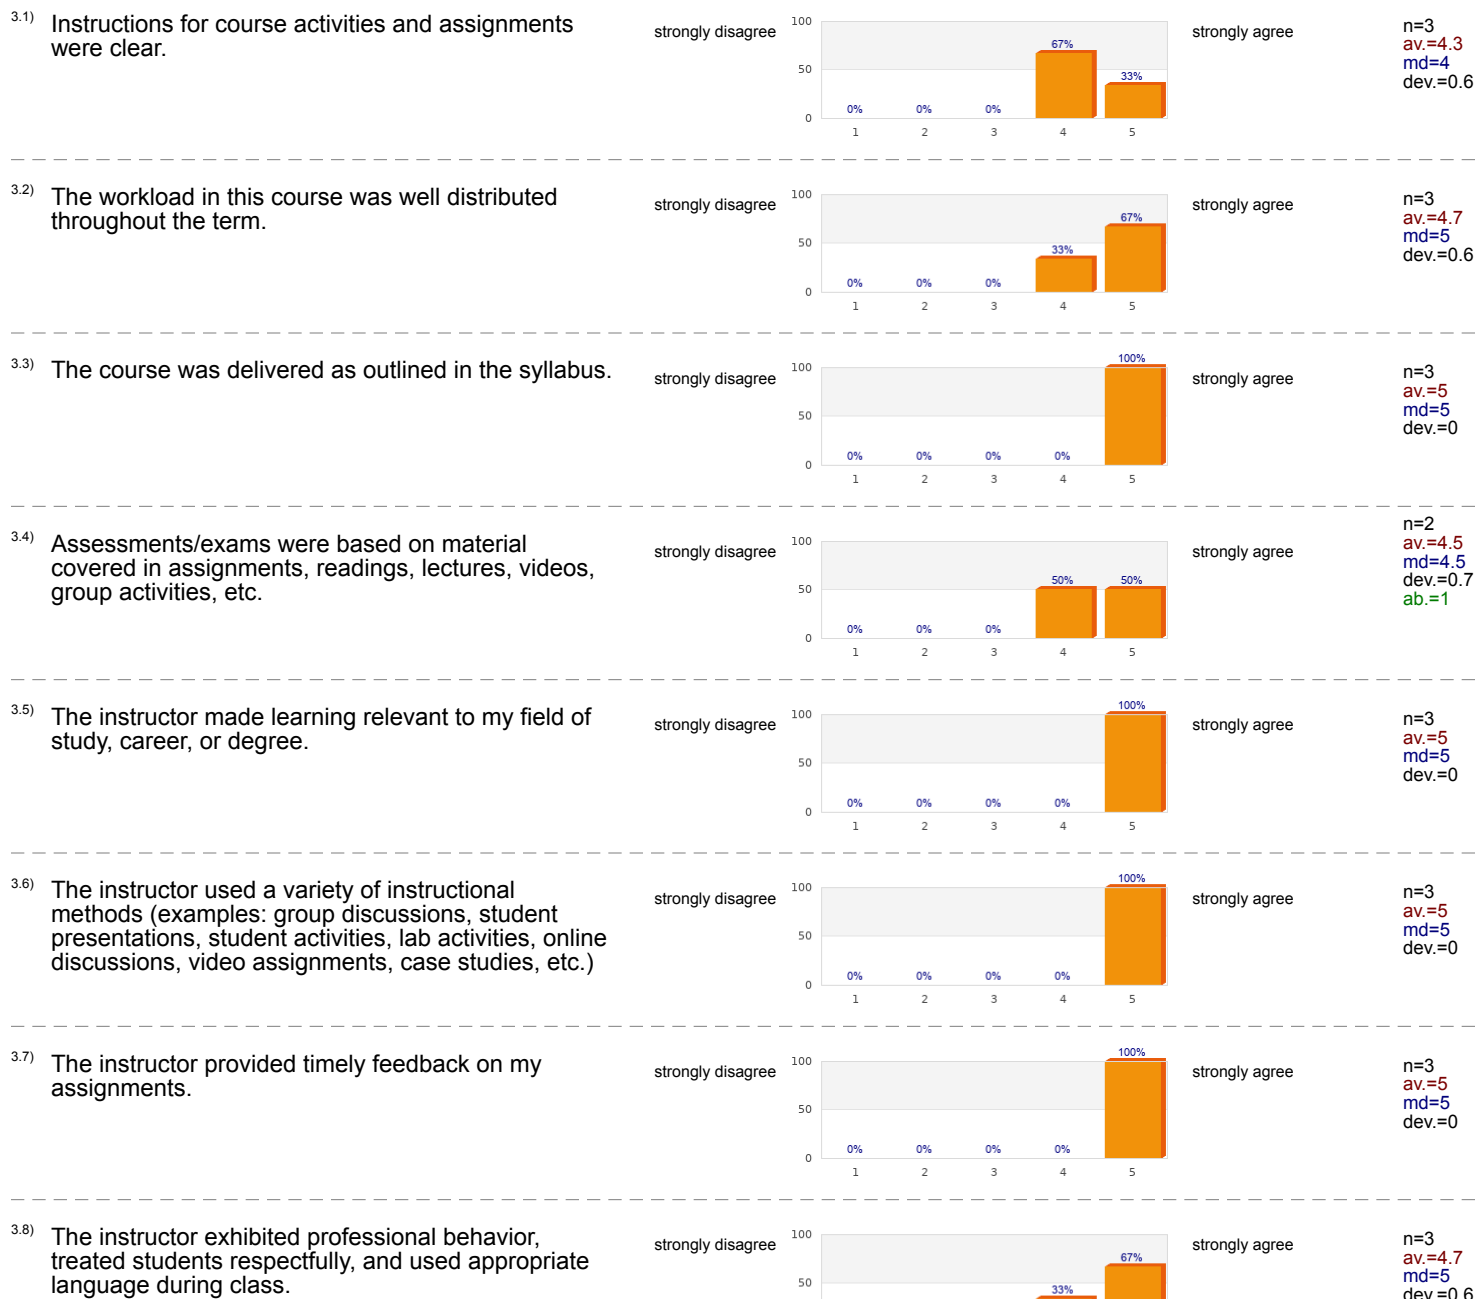 3.1) Instructions for course activities and assignments
were clear.
strongly disagree
100
50
0
0%
0%
0%
67%
33%
1
2
3
4
5
strongly agree
n=3
av.=4.3
md=4
dev.=0.6
3.2) The workload in this course was well distributed
throughout the term.
strongly disagree
100
50
0
0%
0%
0%
33%
67%
1
2
3
4
5
strongly agree
n=3
av.=4.7
md=5
dev.=0.6
3.3) The course was delivered as outlined in the syllabus.
strongly disagree
100
50
0
0%
0%
0%
0%
100%
1
2
3
4
5
strongly agree
n=3
av.=5
md=5
dev.=0
3.4) Assessments/exams were based on material
covered in assignments, readings, lectures, videos,
group activities, etc.
strongly disagree
100
50
0
0%
0%
0%
50%
50%
1
2
3
4
5
strongly agree
n=2
av.=4.5
md=4.5
dev.=0.7
ab.=1
3.5) The instructor made learning relevant to my field of
study, career, or degree.
strongly disagree
100
50
0
0%
0%
0%
0%
100%
1
2
3
4
5
strongly agree
n=3
av.=5
md=5
dev.=0
3.6) The instructor used a variety of instructional
methods (examples: group discussions, student
presentations, student activities, lab activities, online
discussions, video assignments, case studies, etc.)
strongly disagree
100
50
0
0%
0%
0%
0%
100%
1
2
3
4
5
strongly agree
n=3
av.=5
md=5
dev.=0
3.7) The instructor provided timely feedback on my
assignments.
strongly disagree
100
50
0
0%
0%
0%
0%
100%
1
2
3
4
5
strongly agree
n=3
av.=5
md=5
dev.=0
3.8) The instructor exhibited professional behavior,
treated students respectfully, and used appropriate
language during class.
strongly disagree
100
50
33%
67%
strongly agree
n=3
av.=4.7
md=5
dev.=0.6